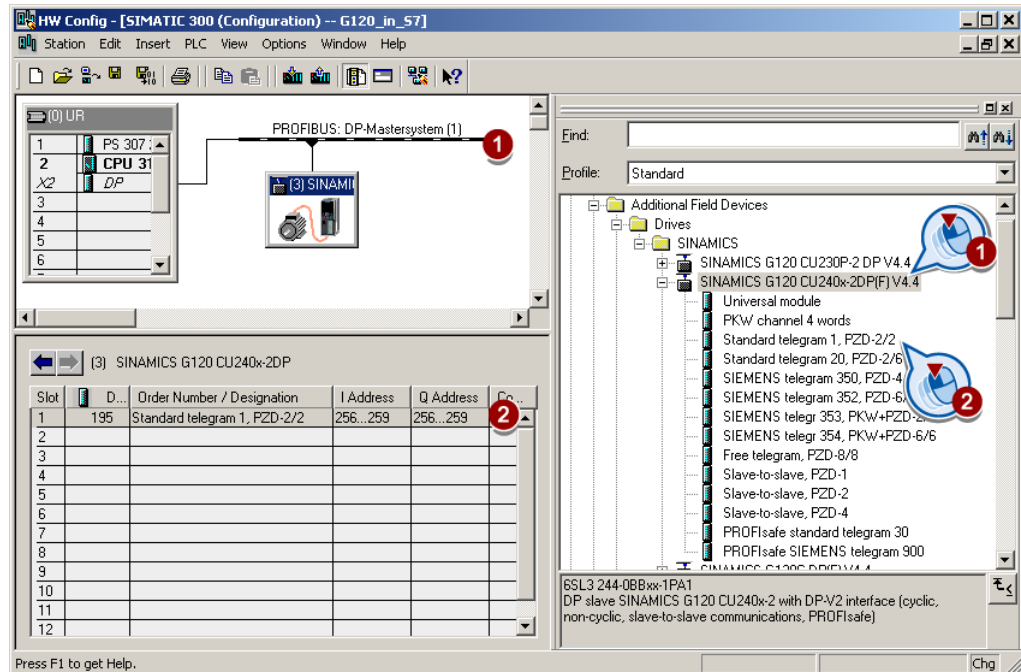 HW Config - [SIMATIC 300 (Configuration) -- G120_in_S7]
Station Edit Insert PLC View Options Window Help
(0) UR
1 PS 307
2 CPU 31
X2 DP
3
4
5
6
PROFIBUS: DP-Mastersystem (1)
1
(3) SINAMI
(3) SINAMICS G120 CU240x-2DP
Slot D... Order Number / Designation I Address Q Address Co...
1 195 Standard telegram 1, PZD-2/2 256...259 256...259
2
2
3
4
5
6
7
8
9
10
11
12
Find:
Profile: Standard
Additional Field Devices
Drives
SINAMICS
SINAMICS G120 CU230P-2 DP V4.4
1
SINAMICS G120 CU240x-2DP(F) V4.4
Universal module
PKW channel 4 words
Standard telegram 1, PZD-2/2
Standard telegram 20, PZD-2/6
SIEMENS telegram 350, PZD-4
SIEMENS telegram 352, PZD-6
2
SIEMENS telegr 353, PKW+PZD-2
SIEMENS telegr 354, PKW+PZD-6/6
Free telegram, PZD-8/8
Slave-to-slave, PZD-1
Slave-to-slave, PZD-2
Slave-to-slave, PZD-4
PROFIsafe standard telegram 30
PROFIsafe SIEMENS telegram 900
6SL3 244-0BBxx-1PA1
DP slave SINAMICS G120 CU240x-2 with DP-V2 interface (cyclic,
non-cyclic, slave-to-slave communications, PROFIsafe)
Press F1 to get Help.
Chg